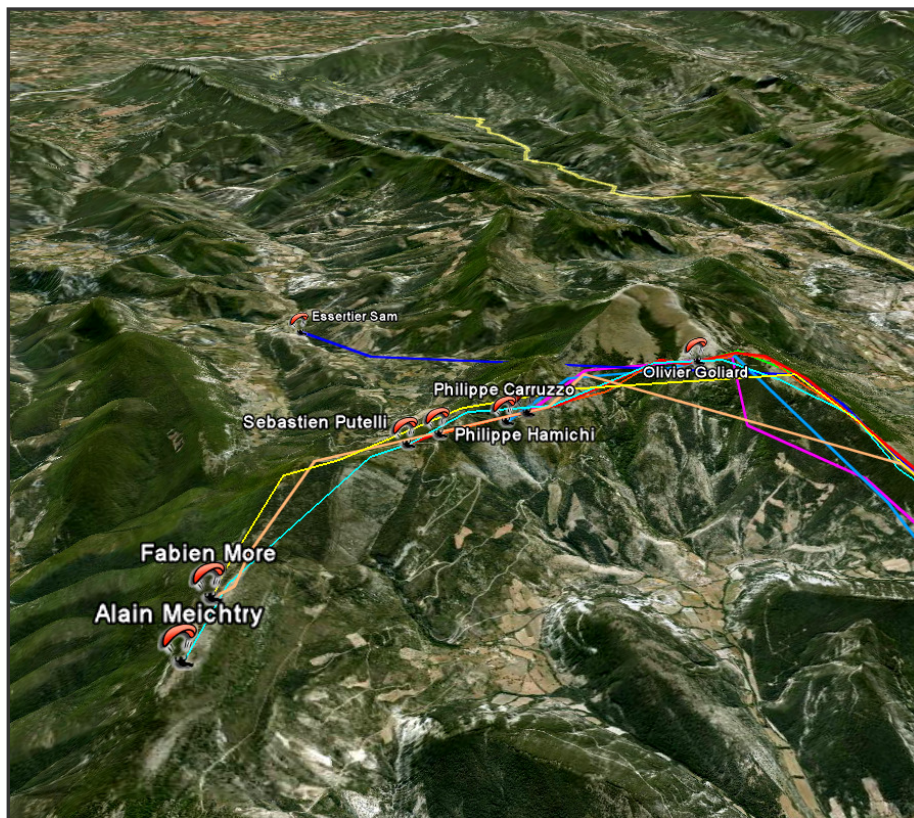 Essertier Sam
Olivier Goliard
Philippe Carruzzo
Sebastien Putelli
Philippe Hamichi
Fabien More
Alain Meichtry